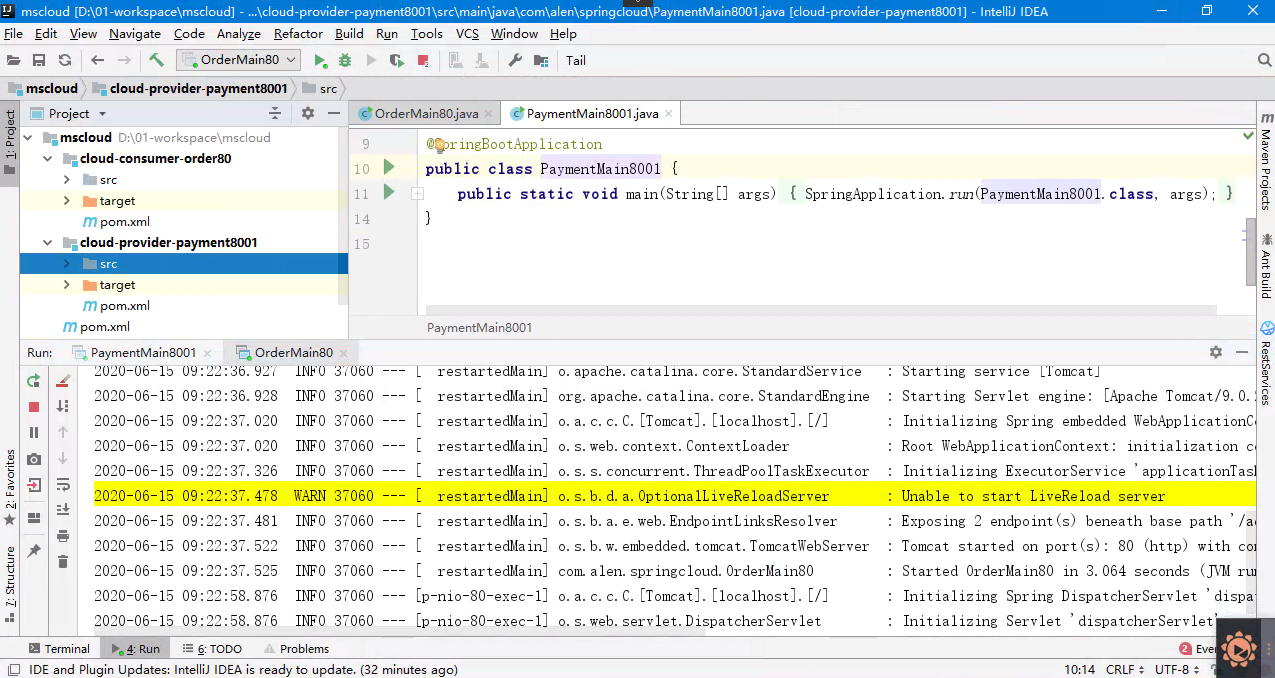 mscloud [D:\01-workspace\mscloud] - ...\cloud-provider-payment8001\src\main\java\com\alen\springcloud\PaymentMain8001.java [cloud-provider-payment8001] - IntelliJ IDEA
File Edit View Navigate Code Analyze Refactor Build Run Tools VCS Window Help
OrderMain80 Tail
mscloud cloud-provider-payment8001 src
Project OrderMain80.java PaymentMain8001.java
1: Project
mscloud D:\01-workspace\mscloud
cloud-consumer-order80
src
target
pom.xml
cloud-provider-payment8001
src
target
pom.xml
pom.xml
9 @SpringBootApplication
10 public class PaymentMain8001 {
11 public static void main(String[] args) { SpringApplication.run(PaymentMain8001.class, args); }
14 }
15
PaymentMain8001
Maven Projects
Ant Build
RestServices
Run: PaymentMain8001 OrderMain80
2020-06-15 09:22:36.927 INFO 37060 --- [ restartedMain] o.apache.catalina.core.StandardService : Starting service [Tomcat]
2020-06-15 09:22:36.928 INFO 37060 --- [ restartedMain] org.apache.catalina.core.StandardEngine : Starting Servlet engine: [Apache Tomcat/9.0.
2020-06-15 09:22:37.020 INFO 37060 --- [ restartedMain] o.a.c.c.C.[Tomcat].[localhost].[/] : Initializing Spring embedded WebApplicationCo
2020-06-15 09:22:37.020 INFO 37060 --- [ restartedMain] o.s.web.context.ContextLoader : Root WebApplicationContext: initialization c
2020-06-15 09:22:37.326 INFO 37060 --- [ restartedMain] o.s.s.concurrent.ThreadPoolTaskExecutor : Initializing ExecutorService 'applicationTas
2020-06-15 09:22:37.478 WARN 37060 --- [ restartedMain] o.s.b.d.a.OptionalLiveReloadServer : Unable to start LiveReload server
2020-06-15 09:22:37.481 INFO 37060 --- [ restartedMain] o.s.b.a.e.web.EndpointLinksResolver : Exposing 2 endpoint(s) beneath base path '/a
2020-06-15 09:22:37.522 INFO 37060 --- [ restartedMain] o.s.b.w.embedded.tomcat.TomcatWebServer : Tomcat started on port(s): 80 (http) with con
2020-06-15 09:22:37.525 INFO 37060 --- [ restartedMain] com.alen.springcloud.OrderMain80 : Started OrderMain80 in 3.064 seconds (JVM run
2020-06-15 09:22:58.876 INFO 37060 --- [p-nio-80-exec-1] o.a.c.c.C.[Tomcat].[localhost].[/] : Initializing Spring DispatcherServlet 'dispa
2020-06-15 09:22:58.876 INFO 37060 --- [p-nio-80-exec-1] o.s.web.servlet.DispatcherServlet : Initializing Servlet 'dispatcherServlet'
2: Favorites
7: Structure
Terminal 4: Run 6: TODO Problems 2 Even
IDE and Plugin Updates: IntelliJ IDEA is ready to update. (32 minutes ago) 10:14 CRLF UTF-8